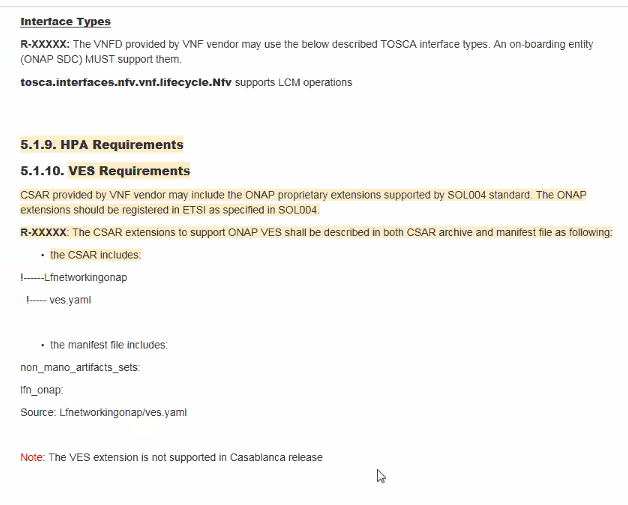 Interface Types
R-XXXXX: The VNFD provided by VNF vendor may use the below described TOSCA interface types. An on-boarding entity
(ONAP SDC) MUST support them.
tosca.interfaces.nfv.vnf.lifecycle.Nfv supports LCM operations
5.1.9. HPA Requirements
5.1.10. VES Requirements
CSAR provided by VNF vendor may include the ONAP proprietary extensions supported by SOL004 standard. The ONAP
extensions should be registered in ETSI as specified in SOL004.
R-XXXXX: The CSAR extensions to support ONAP VES shall be described in both CSAR archive and manifest file as following:
• the CSAR includes:
!------Lfnetworkingonap
!----- ves.yaml
• the manifest file includes:
non_mano_artifacts_sets:
lfn_onap:
Source: Lfnetworkingonap/ves.yaml
Note: The VES extension is not supported in Casablanca release